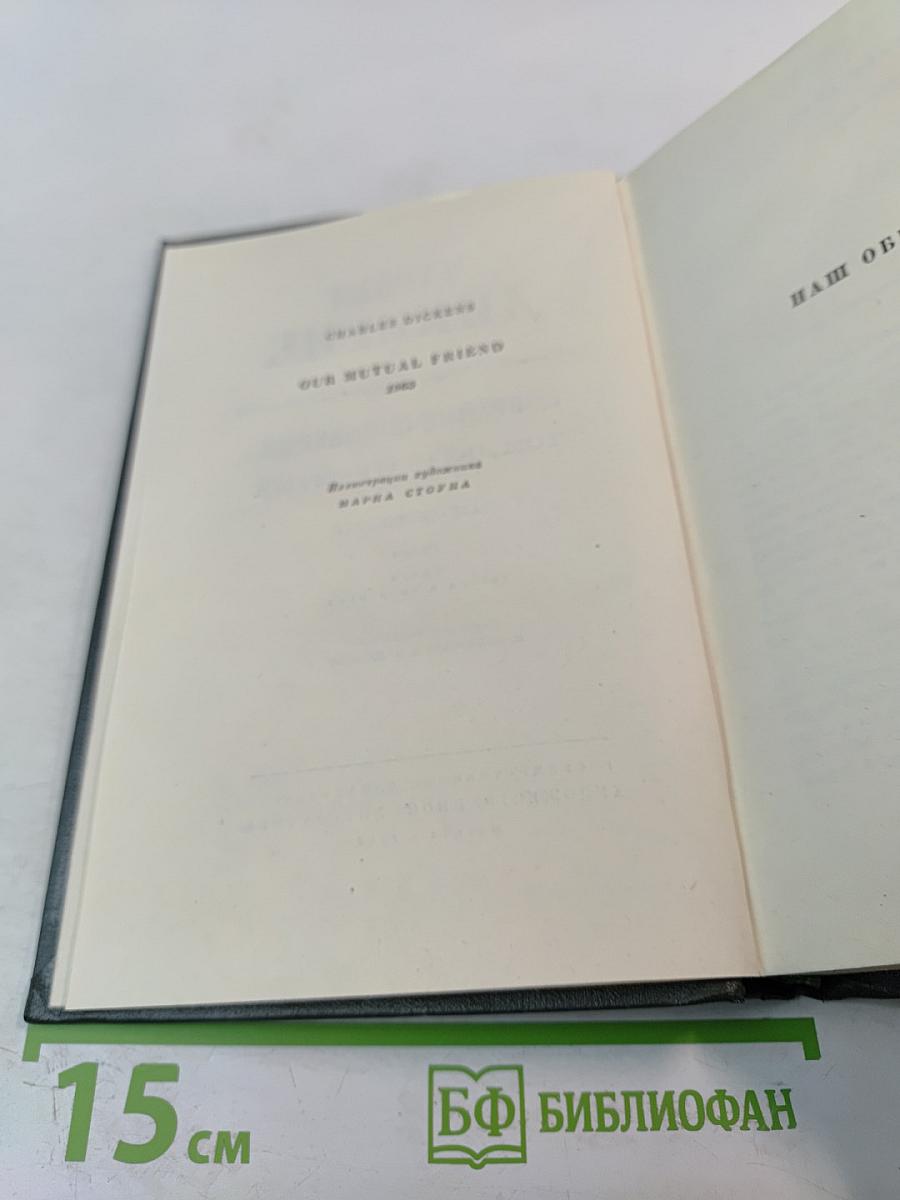 CHARLES DICKENS
OUR MUTUAL FRIEND
1865
Иллюстрации художника
МАРКА СТОУНА
НАШ ОБ
15 см
БФ БИБЛИОФАН